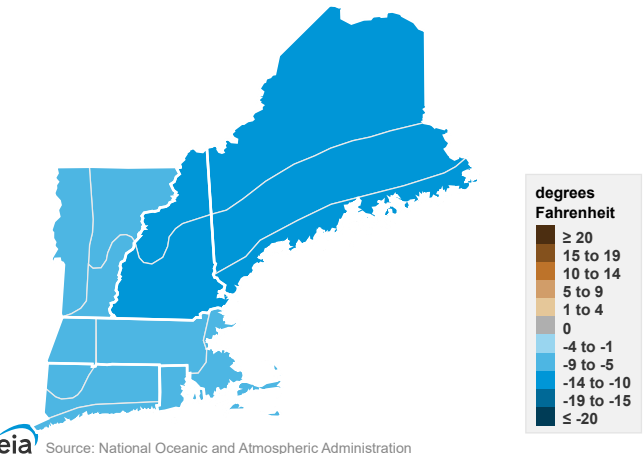 degrees
Fahrenheit
≥ 20
15 to 19
10 to 14
5 to 9
1 to 4
0
-4 to -1
-9 to -5
-14 to -10
-19 to -15
≤ -20
eia Source: National Oceanic and Atmospheric Administration